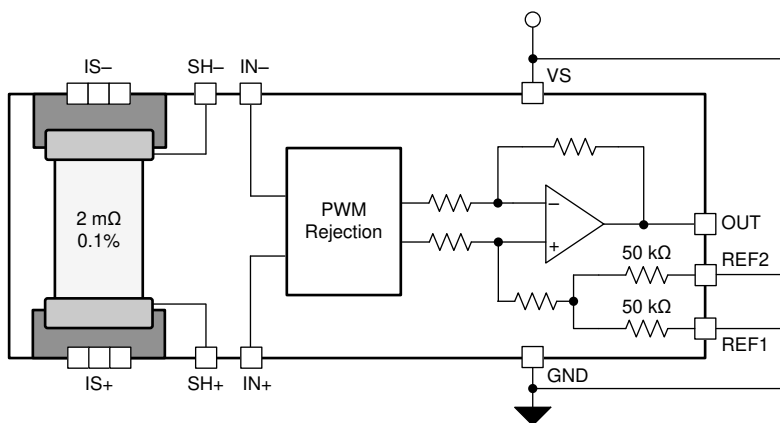 IS–
SH–
IN–
VS
2 mΩ
0.1%
PWM
Rejection
–
+
OUT
50 kΩ
REF2
50 kΩ
REF1
IS+
SH+
IN+
GND